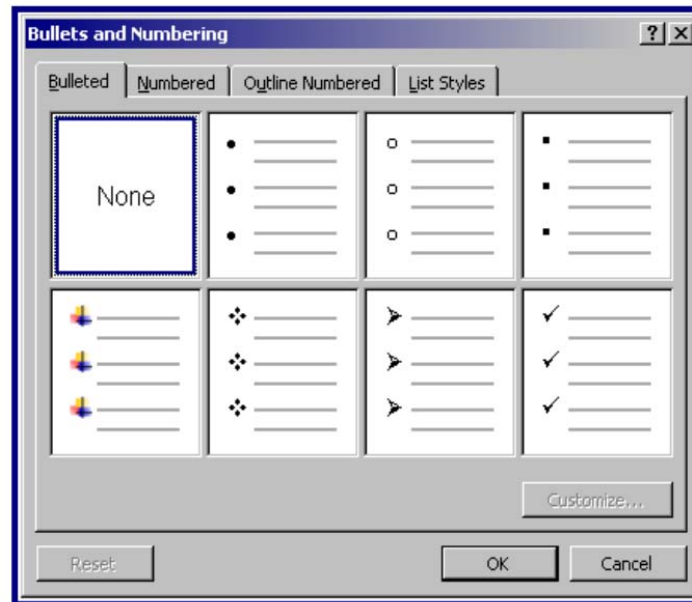 Bullets and Numbering
Bulleted Numbered Outline Numbered List Styles
None
Customize...
Reset OK Cancel